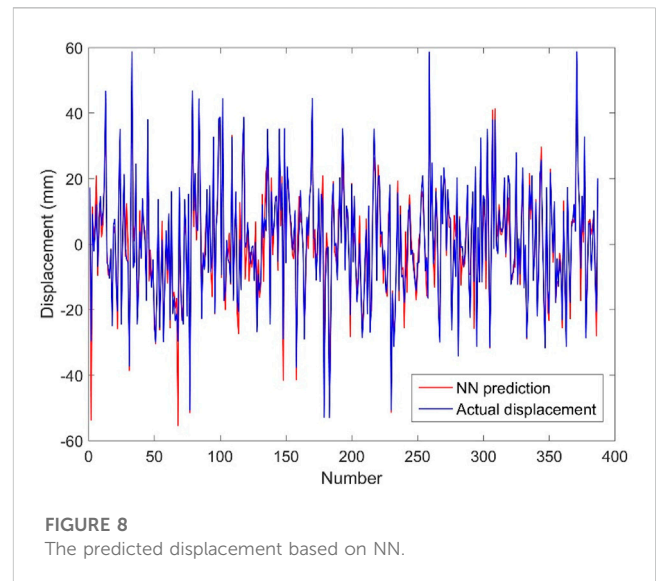 60
40
20
0
-20
-40
-60
Displacement (mm)
NN prediction
Actual displacement
0 50 100 150 200 250 300 350 400
Number
FIGURE 8
The predicted displacement based on NN.